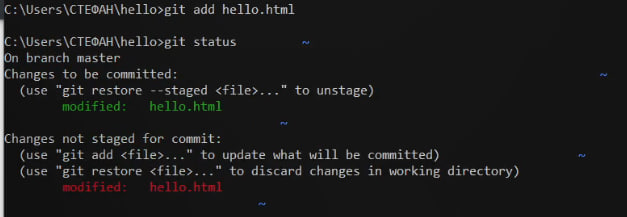 C:\Users\СТЕФАН\hello>git add hello.html
C:\Users\СТЕФАН\hello>git status ~
On branch master
Changes to be committed: ~
(use "git restore --staged <file>..." to unstage)
modified: hello.html
~
Changes not staged for commit:
(use "git add <file>..." to update what will be committed) ~
(use "git restore <file>..." to discard changes in working directory)
modified: hello.html
~